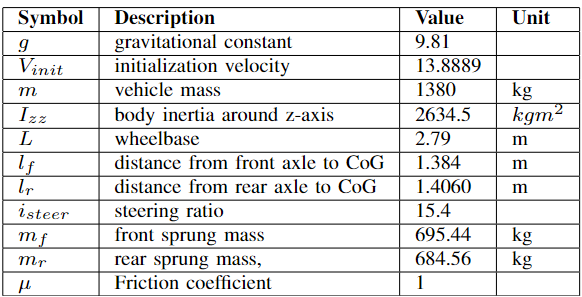 Symbol Description Value Unit
g gravitational constant 9.81
V_init initialization velocity 13.8889
m vehicle mass 1380 kg
I_zz body inertia around z-axis 2634.5 kgm²
L wheelbase 2.79 m
l_f distance from front axle to CoG 1.384 m
l_r distance from rear axle to CoG 1.4060 m
i_steer steering ratio 15.4
m_f front sprung mass 695.44 kg
m_r rear sprung mass, 684.56 kg
μ Friction coefficient 1